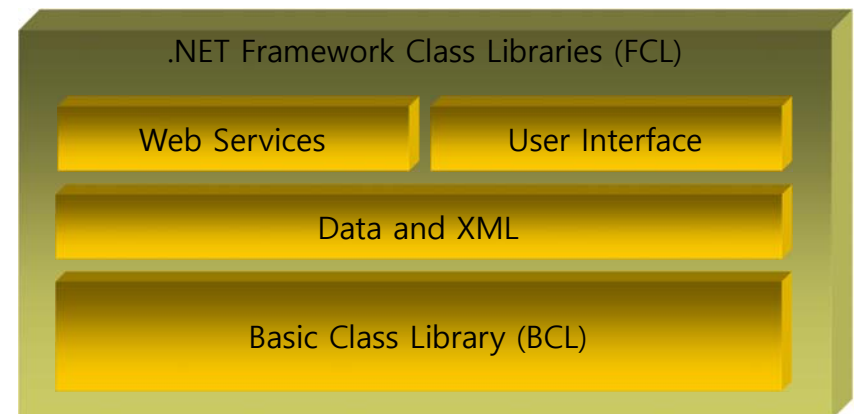 .NET Framework Class Libraries (FCL)
Web Services
User Interface
Data and XML
Basic Class Library (BCL)